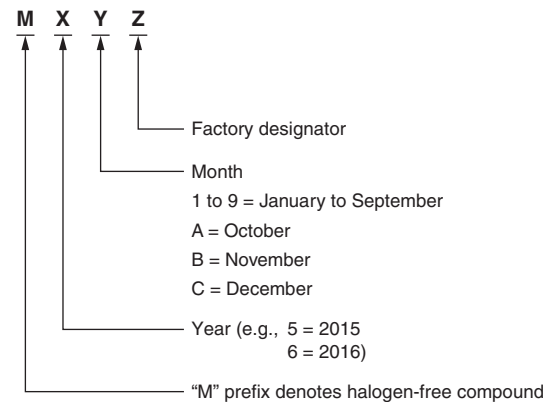 M X Y Z
Factory designator
Month
1 to 9 = January to September
A = October
B = November
C = December
Year (e.g., 5 = 2015
6 = 2016)
“M” prefix denotes halogen-free compound